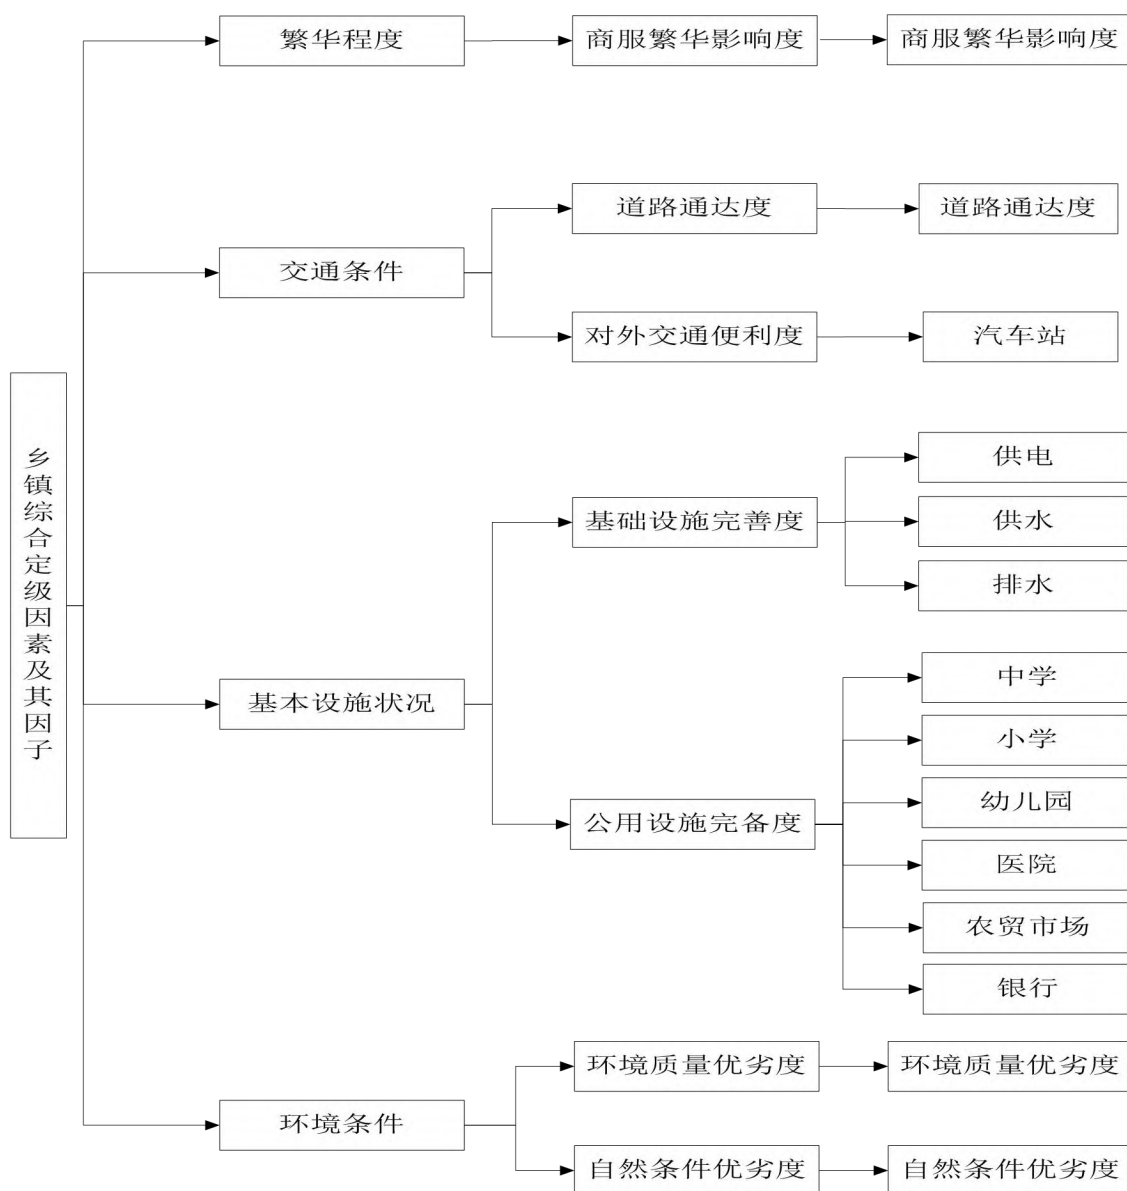 乡镇综合定级因素及其因子
繁华程度
商服繁华影响度
商服繁华影响度
交通条件
道路通达度
道路通达度
对外交通便利度
汽车站
基本设施状况
基础设施完善度
供电
供水
排水
公用设施完备度
中学
小学
幼儿园
医院
农贸市场
银行
环境条件
环境质量优劣度
环境质量优劣度
自然条件优劣度
自然条件优劣度